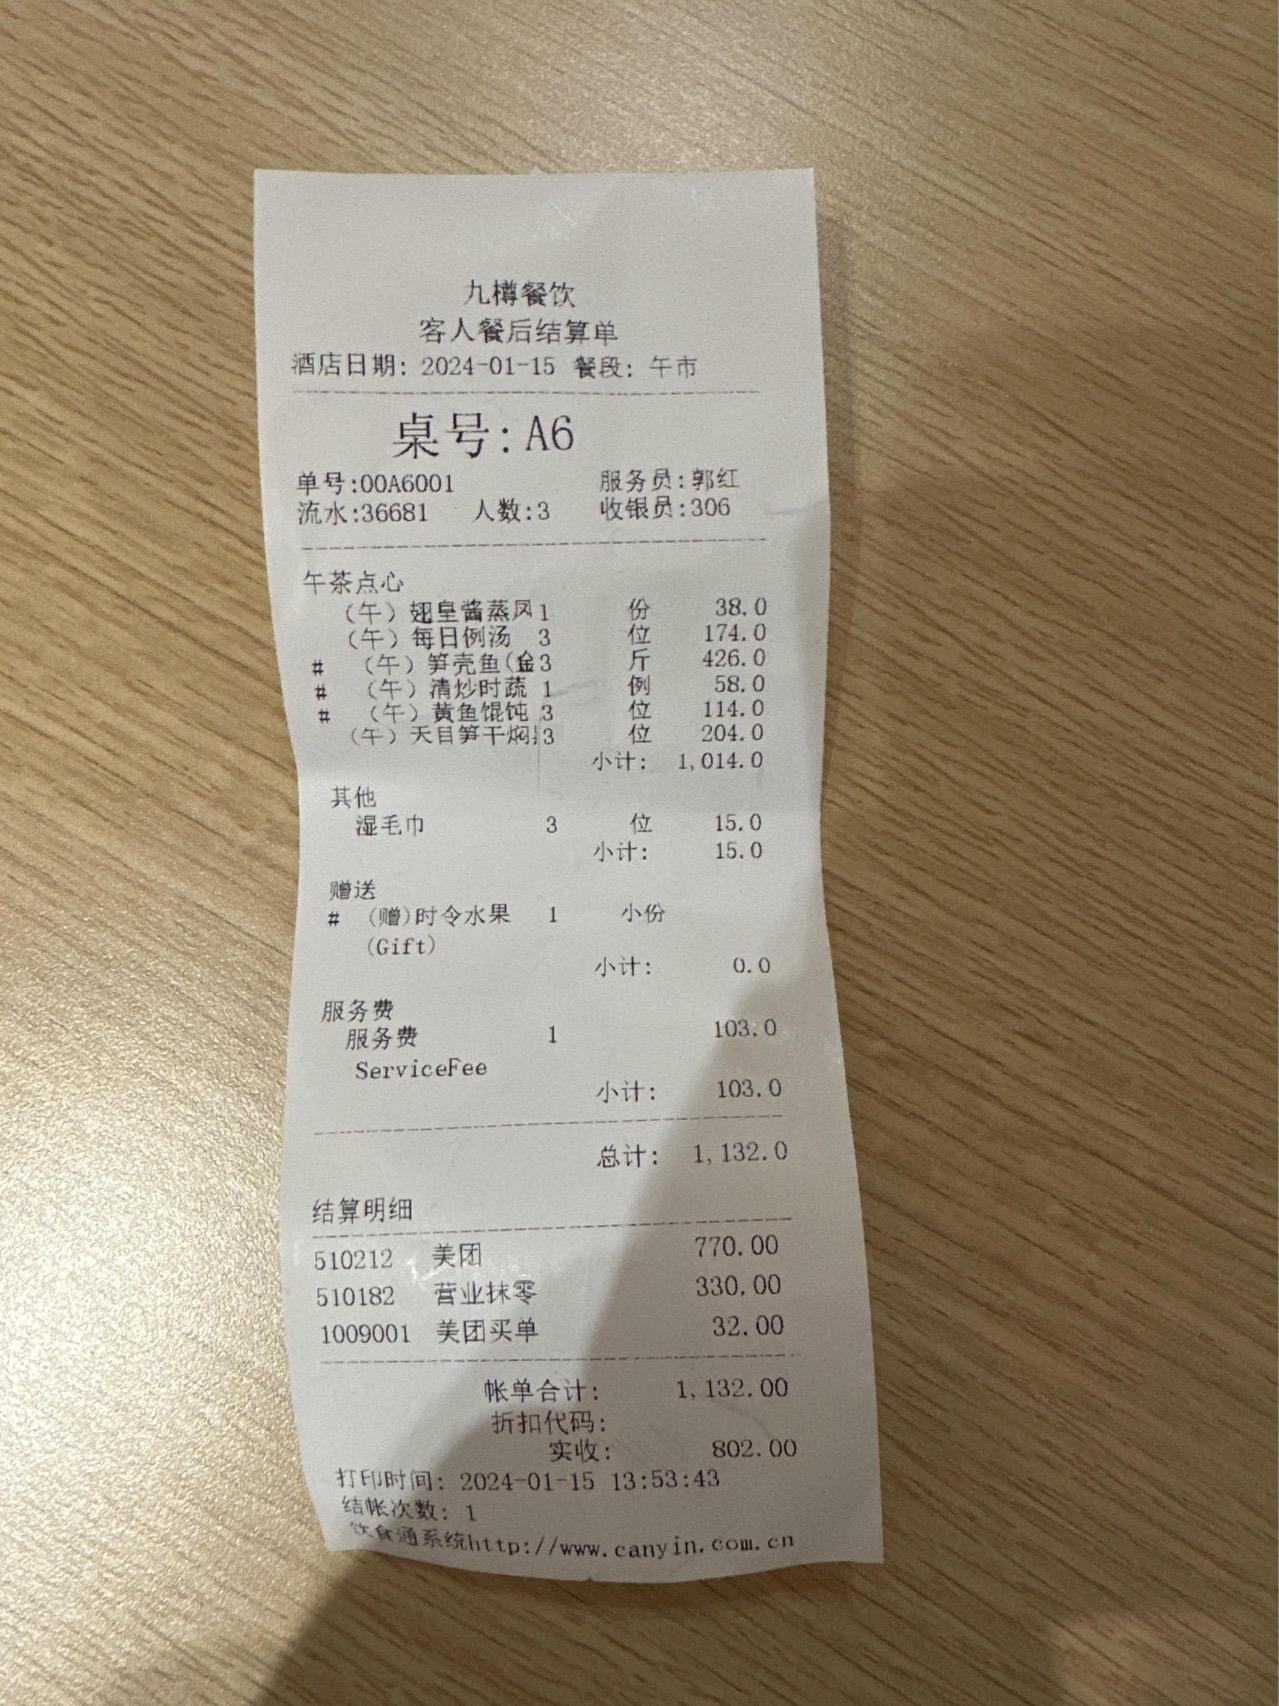 九樽餐饮
客人餐后结算单
酒店日期: 2024-01-15 餐段: 午市
桌号: A6
单号:00A6001 服务员:郭红
流水:36681 人数:3 收银员:306
午茶点心
(午) 翅皇酱蒸凤 1 份 38.0
(午) 每日例汤 3 位 174.0
# (午) 笋壳鱼(金 3 斤 426.0
# (午) 清炒时蔬 1 例 58.0
# (午) 黄鱼馄饨 3 位 114.0
(午) 天目笋干焖 3 位 204.0
小计: 1,014.0
其他
湿毛巾 3 位 15.0
小计: 15.0
赠送
# (赠)时令水果 1 小份
(Gift)
小计: 0.0
服务费
服务费 1 103.0
ServiceFee
小计: 103.0
总计: 1,132.0
结算明细
510212 美团 770.00
510182 营业抹零 330.00
1009001 美团买单 32.00
帐单合计: 1,132.00
折扣代码:
实收: 802.00
打印时间: 2024-01-15 13:53:43
结帐次数: 1
饮食通系统http://www.canyin.com.cn